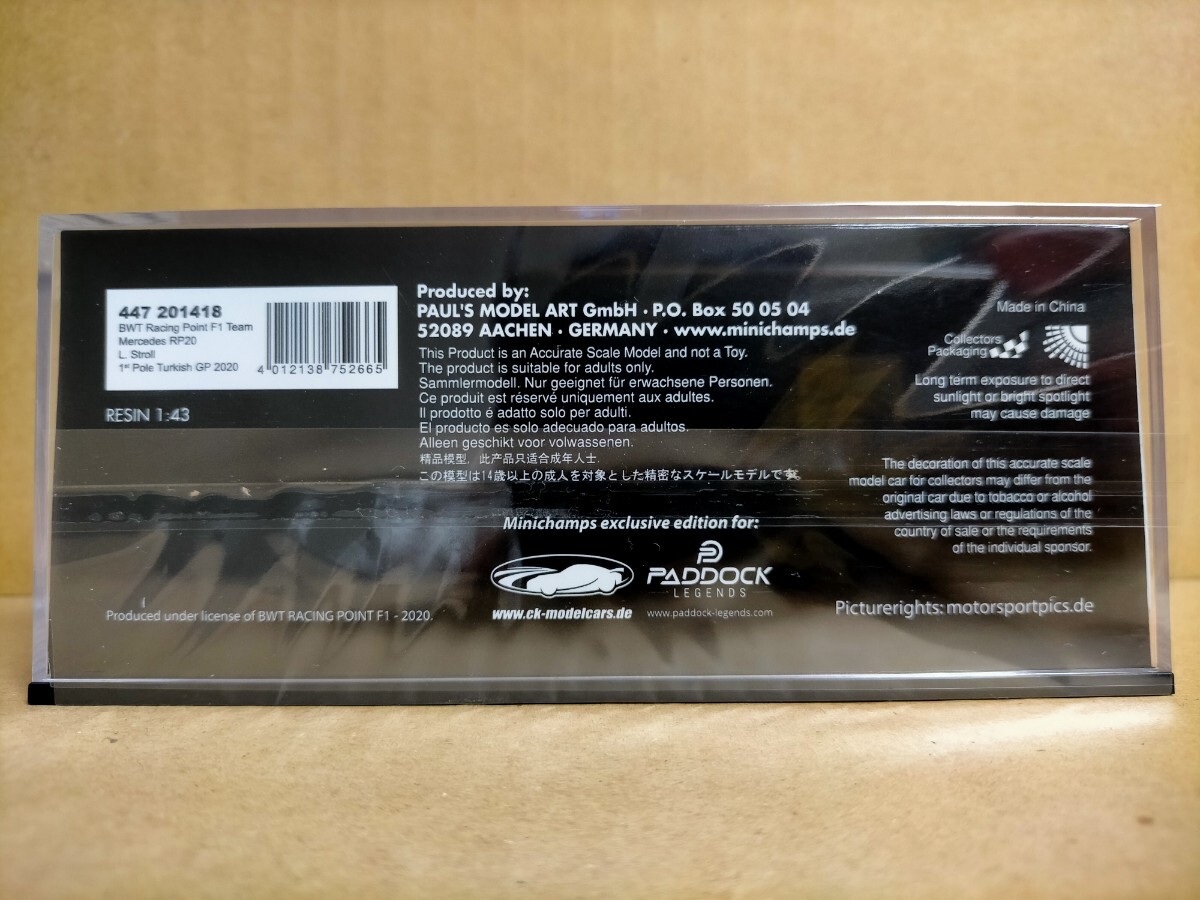 447 201418
BWT Racing Point F1 Team
Mercedes RP20
L. Stroll
1st Pole Turkish GP 2020
4 012138 752665
RESIN 1:43
Produced by:
PAUL'S MODEL ART GmbH · P.O. Box 50 05 04
52089 AACHEN · GERMANY · www.minichamps.de
This Product is an Accurate Scale Model and not a Toy.
The product is suitable for adults only.
Sammlermodell. Nur geeignet für erwachsene Personen.
Ce produit est réservé uniquement aux adultes.
Il prodotto é adatto solo per adulti.
El producto es solo adecuado para adultos.
Alleen geschikt voor volwassenen.
精品模型，此产品只适合成年人士.
この模型は14歳以上の成人を対象とした精密なスケールモデルです。
Made in China
Collectors
Packaging
Long term exposure to direct
sunlight or bright spotlight
may cause damage
The decoration of this accurate scale
model car for collectors may differ from the
original car due to tobacco or alcohol
advertising laws or regulations of the
country of sale or the requirements
of the individual sponsor.
Minichamps exclusive edition for:
www.ck-modelcars.de
PADDOCK
LEGENDS
www.paddock-legends.com
Produced under license of BWT RACING POINT F1 - 2020.
Picturerights: motorsportpics.de